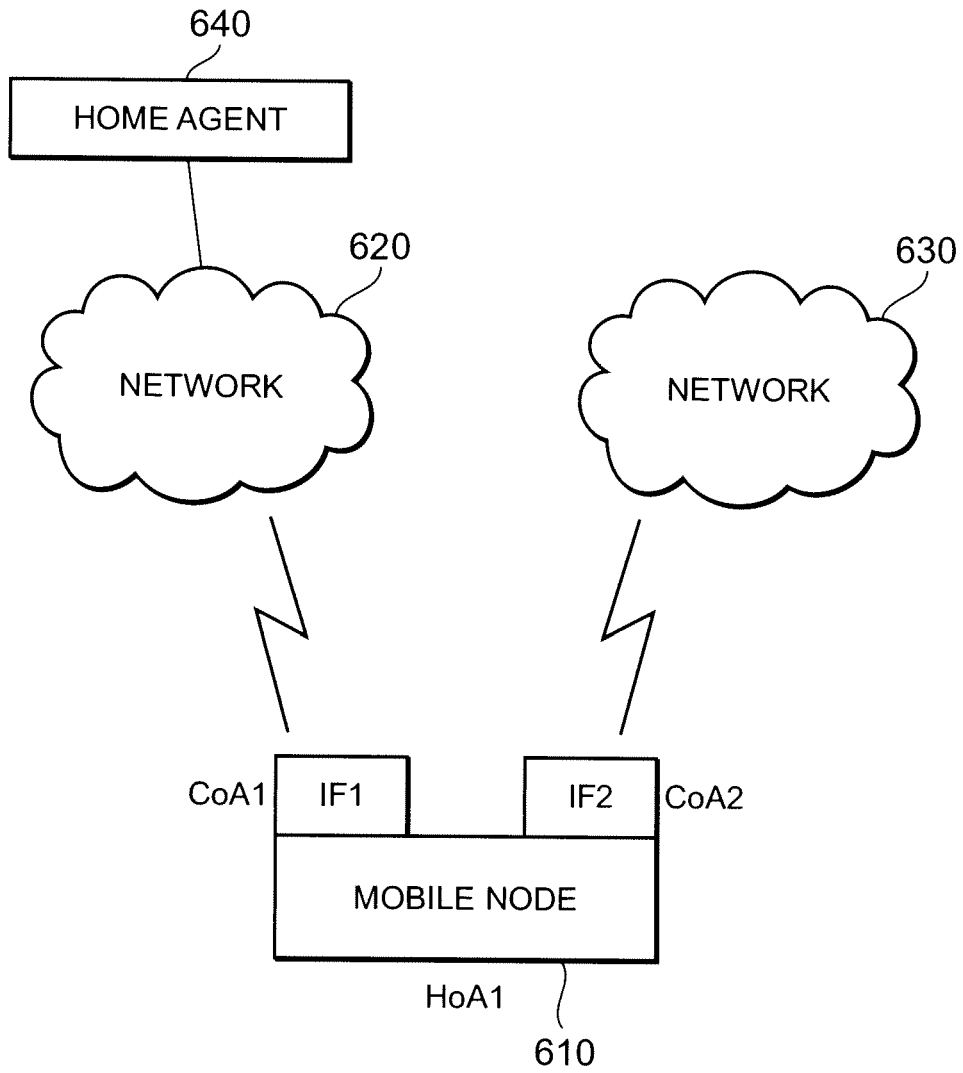 640
HOME AGENT
620
630
NETWORK
NETWORK
CoA1
IF1
IF2
CoA2
MOBILE NODE
HoA1
610